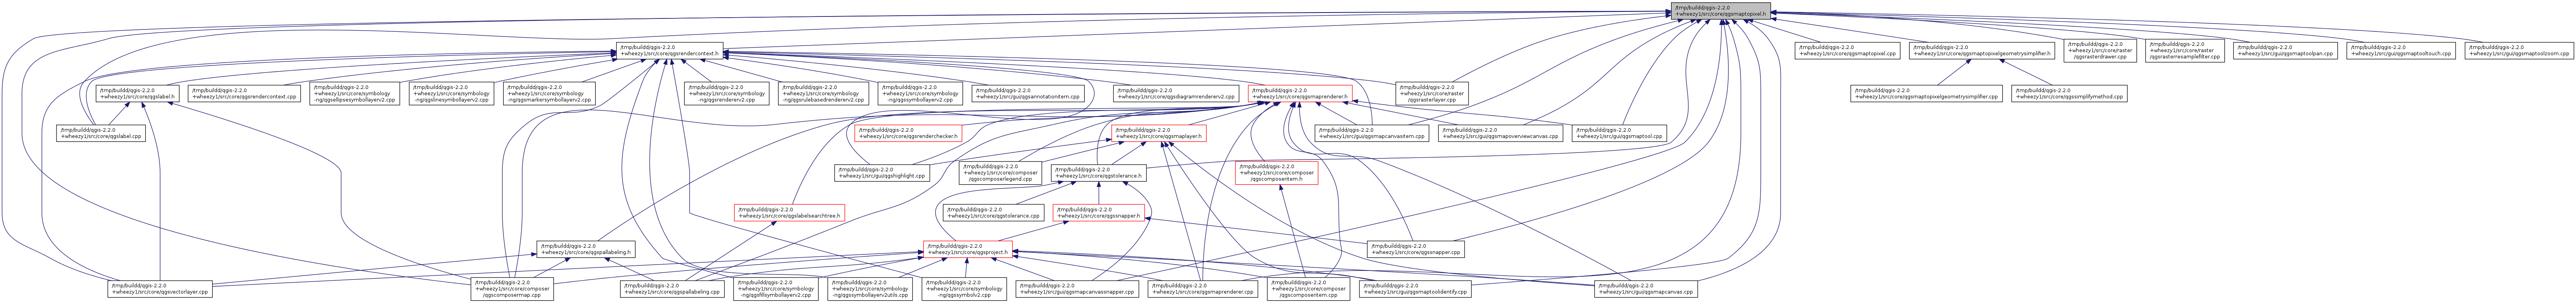 /tmp/buildd/qgis-2.2.0
+wheezy1/src/core/qgsmaptopixel.h
/tmp/buildd/qgis-2.2.0
+wheezy1/src/core/qgsrendercontext.h
/tmp/buildd/qgis-2.2.0
+wheezy1/src/core/qgsmaptopixel.cpp
/tmp/buildd/qgis-2.2.0
+wheezy1/src/core/qgsmaptopixelgeometrysimplifier.h
/tmp/buildd/qgis-2.2.0
+wheezy1/src/core/raster
/qgsrasterdrawer.cpp
/tmp/buildd/qgis-2.2.0
+wheezy1/src/core/raster
/qgsrasterresamplefilter.cpp
/tmp/buildd/qgis-2.2.0
+wheezy1/src/gui/qgsmaptoolpan.cpp
/tmp/buildd/qgis-2.2.0
+wheezy1/src/gui/qgsmaptooltouch.cpp
/tmp/buildd/qgis-2.2.0
+wheezy1/src/gui/qgsmaptoolzoom.cpp
/tmp/buildd/qgis-2.2.0
+wheezy1/src/core/qgslabel.h
/tmp/buildd/qgis-2.2.0
+wheezy1/src/core/qgsrendercontext.cpp
/tmp/buildd/qgis-2.2.0
+wheezy1/src/core/symbology
-ng/qgsellipsesymbollayerv2.cpp
/tmp/buildd/qgis-2.2.0
+wheezy1/src/core/symbology
-ng/qgslinesymbollayerv2.cpp
/tmp/buildd/qgis-2.2.0
+wheezy1/src/core/symbology
-ng/qgsmarkersymbollayerv2.cpp
/tmp/buildd/qgis-2.2.0
+wheezy1/src/core/symbology
-ng/qgsrendererv2.cpp
/tmp/buildd/qgis-2.2.0
+wheezy1/src/core/symbology
-ng/qgsrulebasedrendererv2.cpp
/tmp/buildd/qgis-2.2.0
+wheezy1/src/core/symbology
-ng/qgssymbollayerv2.cpp
/tmp/buildd/qgis-2.2.0
+wheezy1/src/gui/qgsannotationitem.cpp
/tmp/buildd/qgis-2.2.0
+wheezy1/src/core/qgsdiagramrendererv2.cpp
/tmp/buildd/qgis-2.2.0
+wheezy1/src/core/qgsmaprenderer.h
/tmp/buildd/qgis-2.2.0
+wheezy1/src/core/raster
/qgsrasterlayer.cpp
/tmp/buildd/qgis-2.2.0
+wheezy1/src/core/qgsmaptopixelgeometrysimplifier.cpp
/tmp/buildd/qgis-2.2.0
+wheezy1/src/core/qgssimplifymethod.cpp
/tmp/buildd/qgis-2.2.0
+wheezy1/src/core/qgslabel.cpp
/tmp/buildd/qgis-2.2.0
+wheezy1/src/core/qgsrenderchecker.h
/tmp/buildd/qgis-2.2.0
+wheezy1/src/core/qgsmaplayer.h
/tmp/buildd/qgis-2.2.0
+wheezy1/src/gui/qgsmapcanvasitem.cpp
/tmp/buildd/qgis-2.2.0
+wheezy1/src/gui/qgsmapoverviewcanvas.cpp
/tmp/buildd/qgis-2.2.0
+wheezy1/src/gui/qgsmaptool.cpp
/tmp/buildd/qgis-2.2.0
+wheezy1/src/gui/qgshighlight.cpp
/tmp/buildd/qgis-2.2.0
+wheezy1/src/core/composer
/qgscomposerlegend.cpp
/tmp/buildd/qgis-2.2.0
+wheezy1/src/core/qgstolerance.h
/tmp/buildd/qgis-2.2.0
+wheezy1/src/core/composer
/qgscomposeritem.h
/tmp/buildd/qgis-2.2.0
+wheezy1/src/core/qgslabelsearchtree.h
/tmp/buildd/qgis-2.2.0
+wheezy1/src/core/qgstolerance.cpp
/tmp/buildd/qgis-2.2.0
+wheezy1/src/core/qgssnapper.h
/tmp/buildd/qgis-2.2.0
+wheezy1/src/core/qgspallabeling.h
/tmp/buildd/qgis-2.2.0
+wheezy1/src/core/qgsproject.h
/tmp/buildd/qgis-2.2.0
+wheezy1/src/core/qgssnapper.cpp
/tmp/buildd/qgis-2.2.0
+wheezy1/src/core/qgsvectorlayer.cpp
/tmp/buildd/qgis-2.2.0
+wheezy1/src/core/composer
/qgscomposermap.cpp
/tmp/buildd/qgis-2.2.0
+wheezy1/src/core/qgspallabeling.cpp
/tmp/buildd/qgis-2.2.0
+wheezy1/src/core/symbology
-ng/qgsfillsymbollayerv2.cpp
/tmp/buildd/qgis-2.2.0
+wheezy1/src/core/symbology
-ng/qgssymbollayerv2utils.cpp
/tmp/buildd/qgis-2.2.0
+wheezy1/src/core/symbology
-ng/qgssymbolv2.cpp
/tmp/buildd/qgis-2.2.0
+wheezy1/src/gui/qgsmapcanvassnapper.cpp
/tmp/buildd/qgis-2.2.0
+wheezy1/src/core/qgsmaprenderer.cpp
/tmp/buildd/qgis-2.2.0
+wheezy1/src/core/composer
/qgscomposeritem.cpp
/tmp/buildd/qgis-2.2.0
+wheezy1/src/gui/qgsmaptoolidentify.cpp
/tmp/buildd/qgis-2.2.0
+wheezy1/src/gui/qgsmapcanvas.cpp